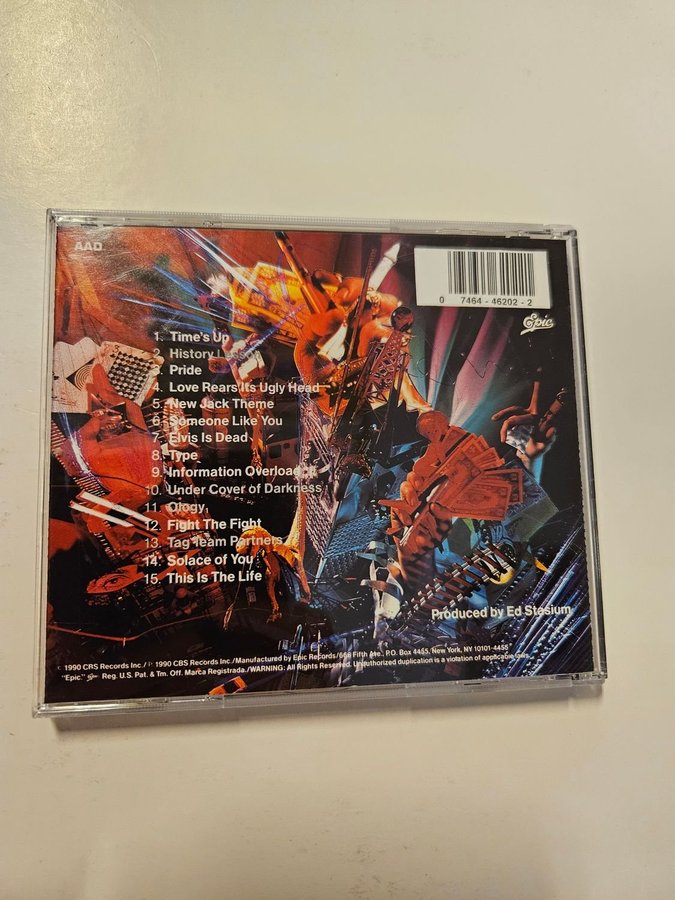 AAD
0 7464 - 46202 - 2
Epic
1. Time's Up
2. History Lesson
3. Pride
4. Love Rears Its Ugly Head
5. New Jack Theme
6. Someone Like You
7. Elvis Is Dead
8. Type
9. Information Overload
10. Under Cover of Darkness
11. Ology
12. Fight The Fight
13. Tag Team Partners
14. Solace of You
15. This Is The Life
Produced by Ed Stasium
1990 CBS Records Inc./ ℗ 1990 CBS Records Inc./Manufactured by Epic Records/666 Fifth Ave., P.O. Box 4455, New York, NY 10101-4455
"Epic," Reg. U.S. Pat. & Tm. Off. Marca Registrada./WARNING: All Rights Reserved. Unauthorized duplication is a violation of applicable laws.